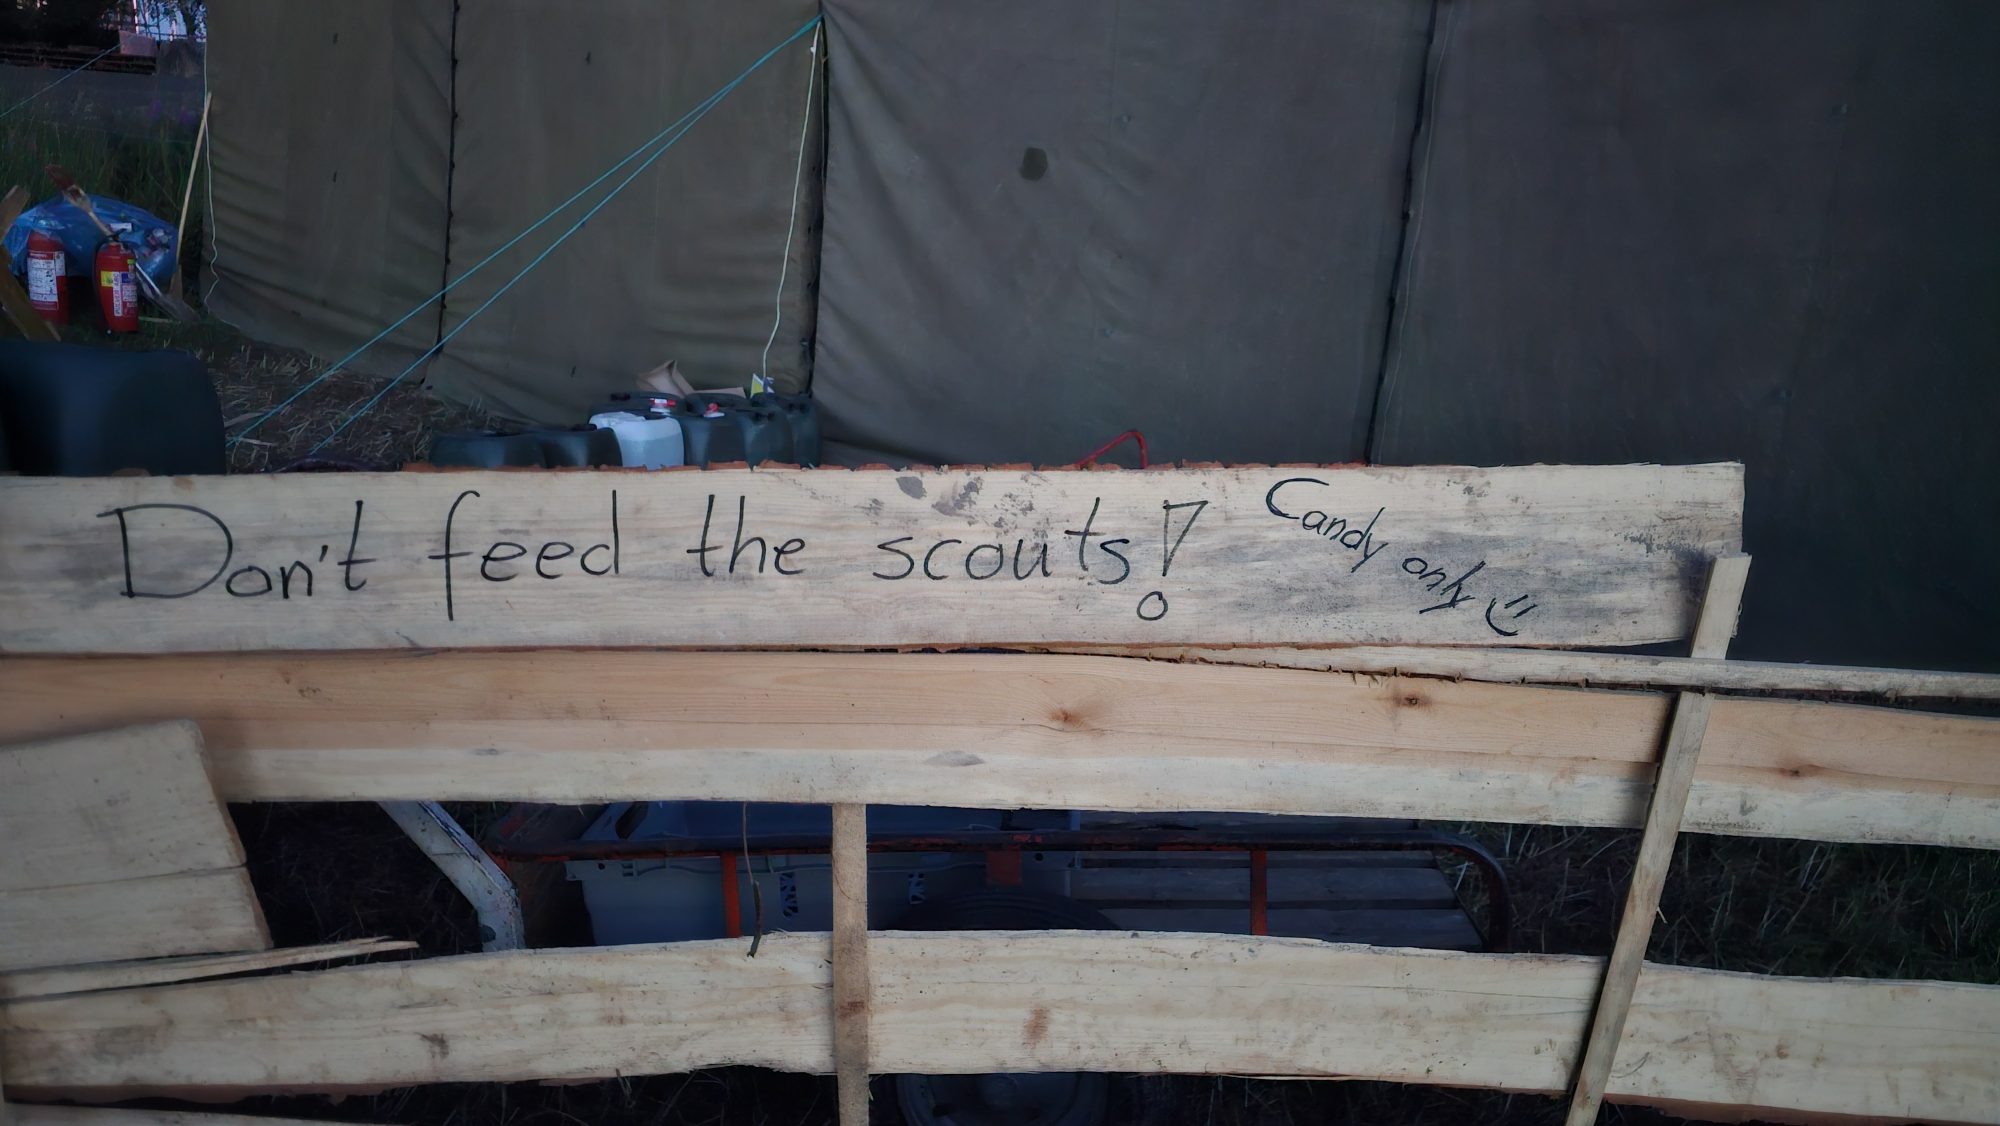 Don't feed the scouts!
Candy only